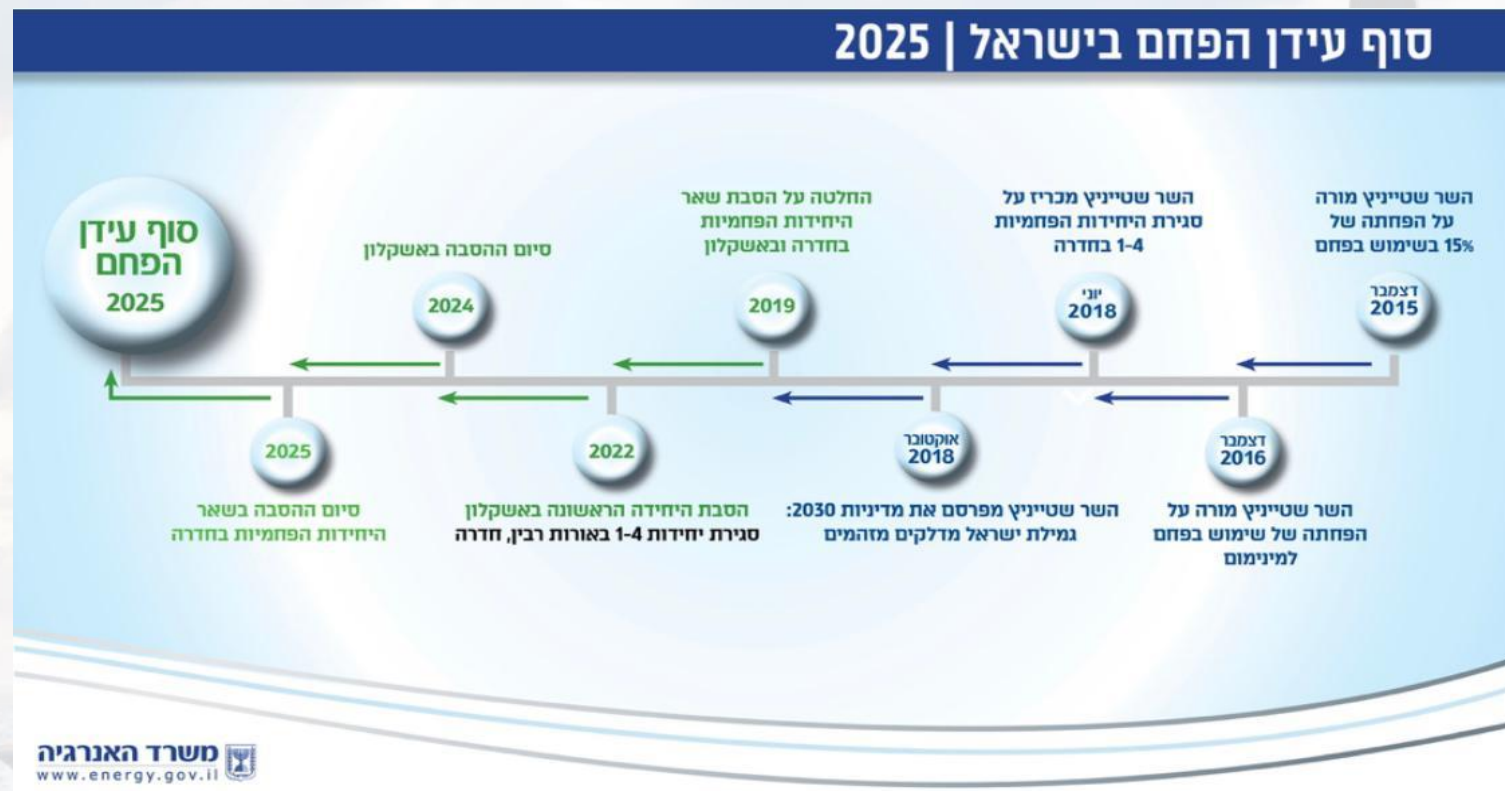 סוף עידן הפחם בישראל | 2025
השר שטייניץ מורה
על הפחתה של
15% בשימוש בפחם
דצמבר
2015
דצמבר
2016
השר שטייניץ מורה על
הפחתה של שימוש בפחם
למינימום
השר שטייניץ מכריז על
סגירת היחידות הפחמיות
1-4 בחדרה
יוני
2018
אוקטובר
2018
השר שטייניץ מפרסם את מדיניות 2030:
גמילת ישראל מדלקים מזהמים
החלטה על הסבת שאר
היחידות הפחמיות
בחדרה ובאשקלון
2019
2022
הסבת היחידה הראשונה באשקלון
סגירת יחידות 1-4 באורות רבין, חדרה
סיום ההסבה באשקלון
2024
2025
סיום ההסבה בשאר
היחידות הפחמיות בחדרה
סוף עידן
הפחם
2025
משרד האנרגיה
www.energy.gov.il